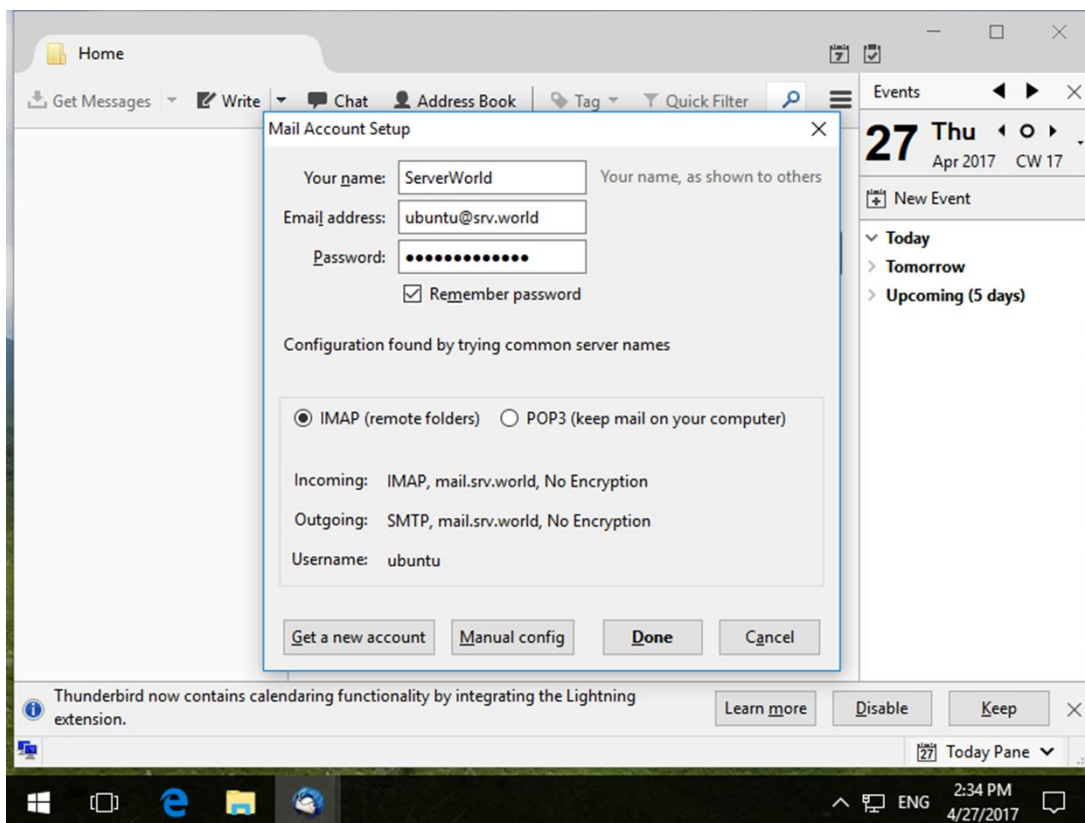 Home
Get Messages Write Chat Address Book Tag Quick Filter
Events
27 Thu
Apr 2017 CW 17
New Event
Today
Tomorrow
Upcoming (5 days)
Mail Account Setup
Your name: ServerWorld Your name, as shown to others
Email address: ubuntu@srv.world
Password: •••••••••••••
Remember password
Configuration found by trying common server names
IMAP (remote folders) POP3 (keep mail on your computer)
Incoming: IMAP, mail.srv.world, No Encryption
Outgoing: SMTP, mail.srv.world, No Encryption
Username: ubuntu
Get a new account Manual config Done Cancel
Thunderbird now contains calendaring functionality by integrating the Lightning
extension.
Learn more Disable Keep
27 Today Pane
ENG
2:34 PM
4/27/2017